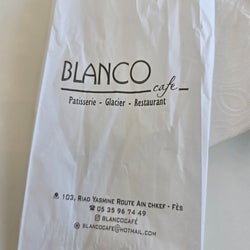 BLANCO
cafe
Patisserie - Glacier - Restaurant
103, Riad Yasmine Route Ain chkef - Fès
05 35 96 74 49
blancocafé
blancocafe@hotmail.com